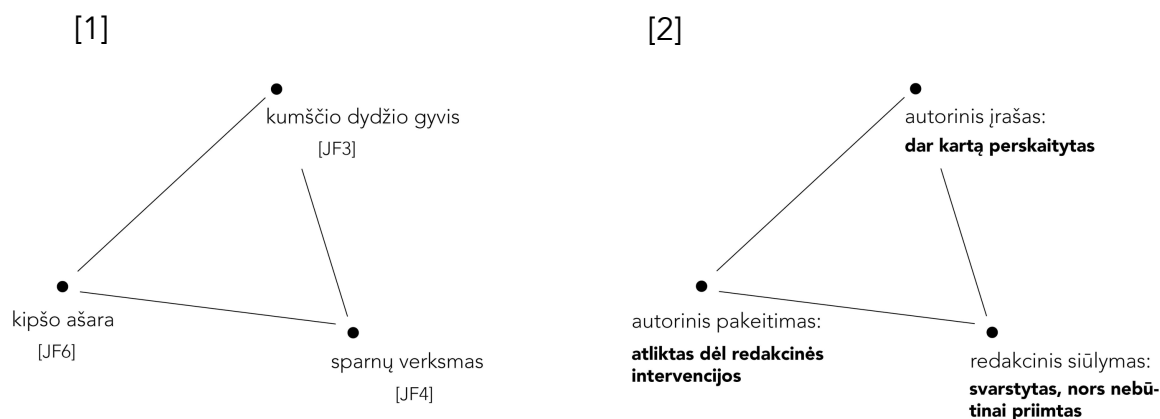 [1]
kumščio dydžio gyvis
[JF3]
kipšo ašara
[JF6]
sparnų verksmas
[JF4]
[2]
autorinis įrašas:
dar kartą perskaitytas
autorinis pakeitimas:
atliktas dėl redakcinės
intervencijos
redakcinis siūlymas:
svarstytas, nors nebū-
tinai priimtas